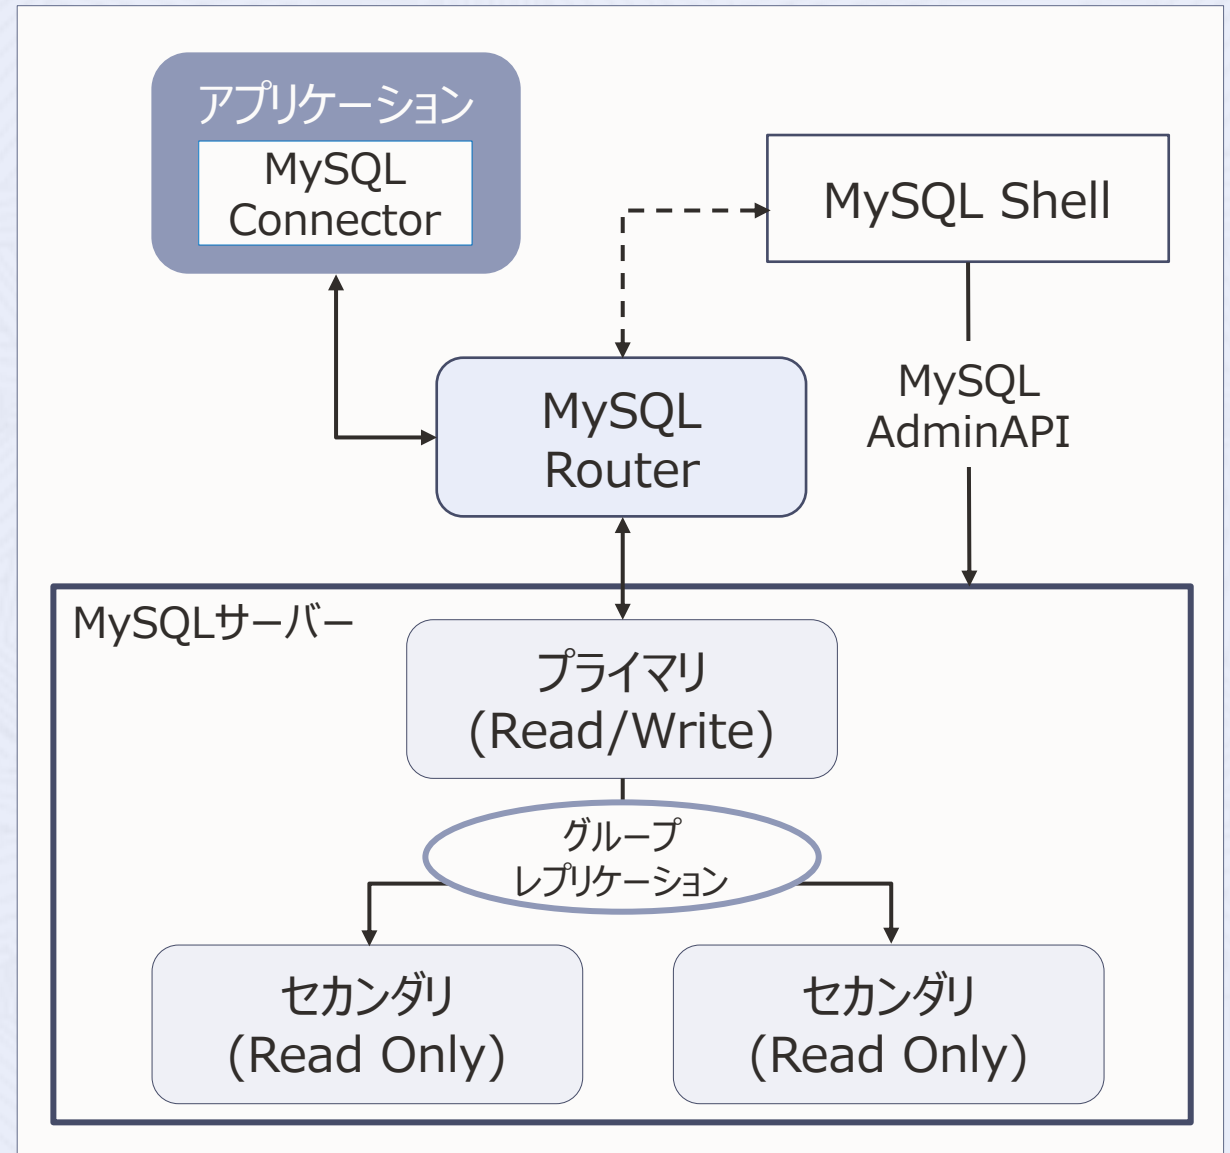 アプリケーション
MySQL
Connector
MySQL Shell
MySQL
Router
MySQL
AdminAPI
MySQLサーバー
プライマリ
(Read/Write)
グループ
レプリケーション
セカンダリ
(Read Only)
セカンダリ
(Read Only)